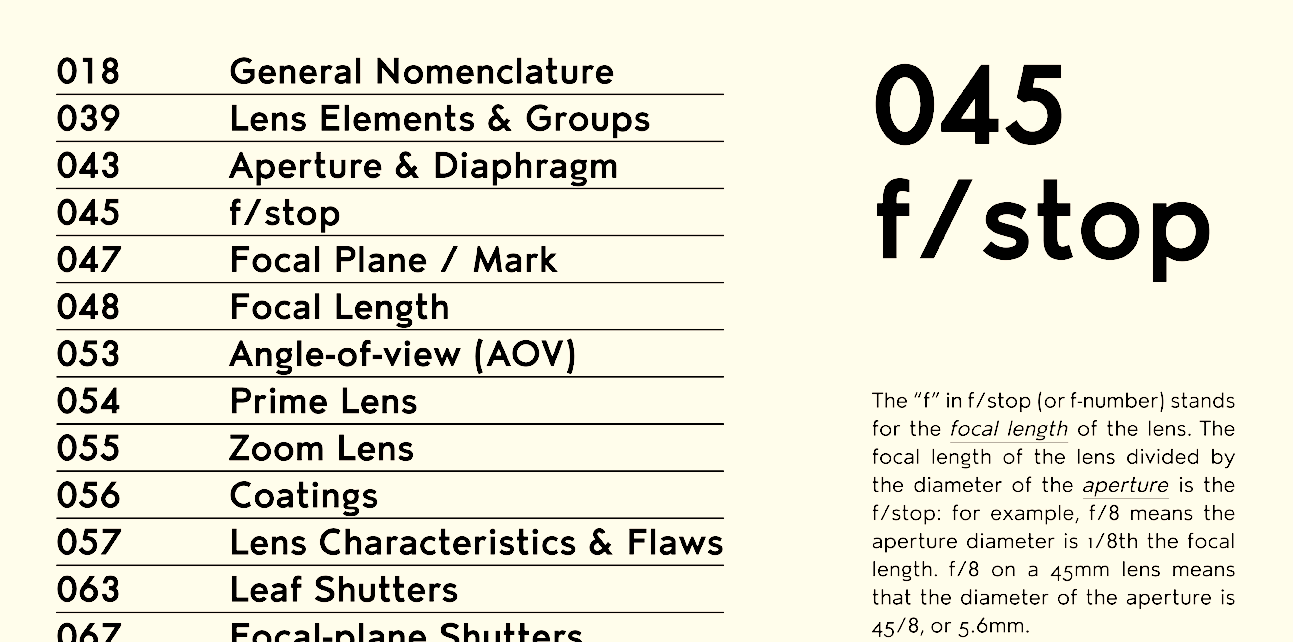 018 General Nomenclature
039 Lens Elements & Groups
043 Aperture & Diaphragm
045 f/stop
047 Focal Plane / Mark
048 Focal Length
053 Angle-of-view (AOV)
054 Prime Lens
055 Zoom Lens
056 Coatings
057 Lens Characteristics & Flaws
063 Leaf Shutters
067 Focal-plane Shutters
045
f/stop
The “f” in f/stop (or f-number) stands
for the focal length of the lens. The
focal length of the lens divided by
the diameter of the aperture is the
f/stop: for example, f/8 means the
aperture diameter is 1/8th the focal
length. f/8 on a 45mm lens means
that the diameter of the aperture is
45/8, or 5.6mm.